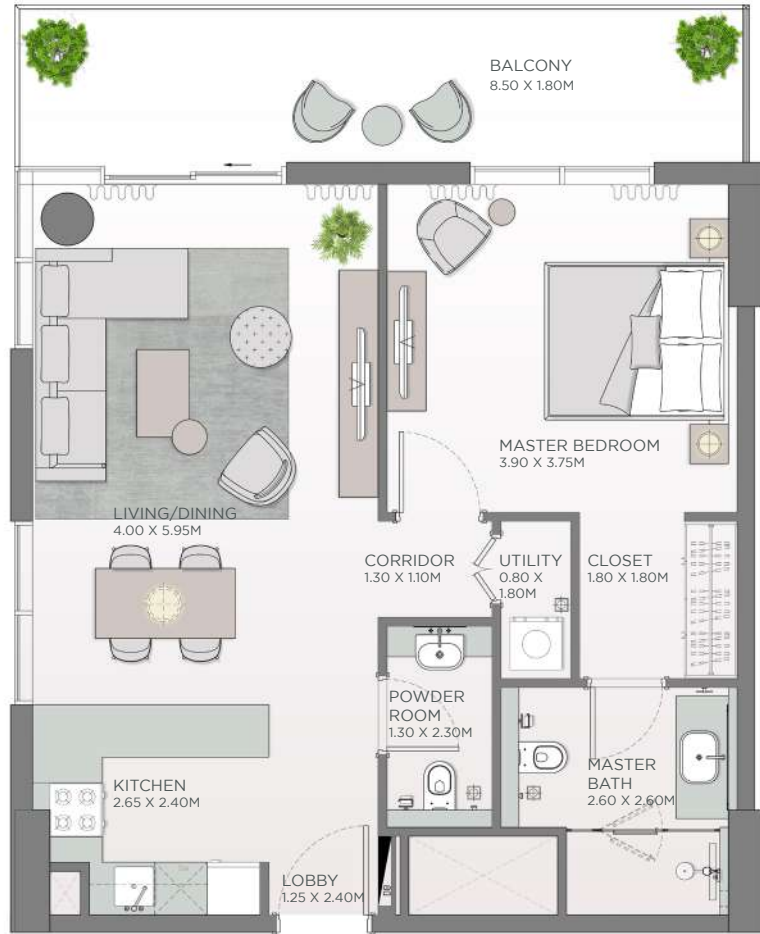 BALCONY
8.50 X 1.80M
MASTER BEDROOM
3.90 X 3.75M
LIVING/DINING
4.00 X 5.95M
CORRIDOR
1.30 X 1.10M
UTILITY
0.80 X
1.80M
CLOSET
1.80 X 1.80M
POWDER
ROOM
1.30 X 2.30M
MASTER
BATH
2.60 X 2.60M
KITCHEN
2.65 X 2.40M
LOBBY
1.25 X 2.40M
DB